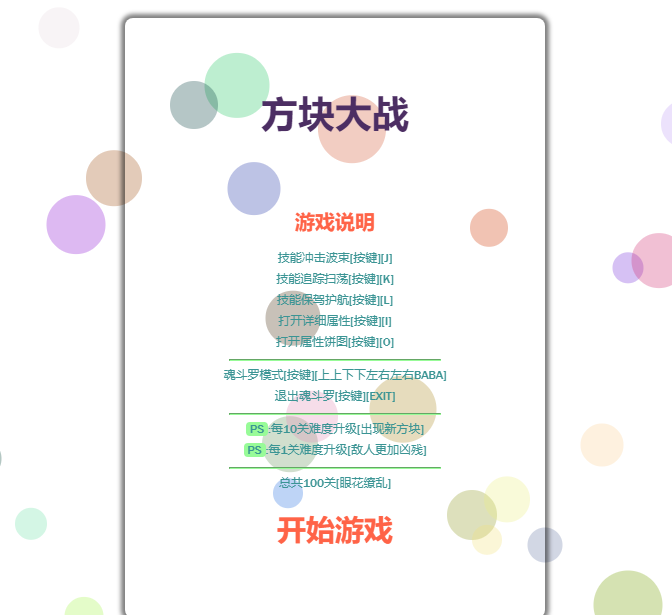 方块大战
游戏说明
技能冲击波束[按键][J]
技能追踪扫荡[按键][K]
技能保驾护航[按键][L]
打开详细属性[按键][I]
打开属性饼图[按键][O]
魂斗罗模式[按键][上上下下左右左右BABA]
退出魂斗罗[按键][EXIT]
PS:每10关难度升级[出现新方块]
PS:每1关难度升级[敌人更加凶残]
总共100关[眼花缭乱]
开始游戏